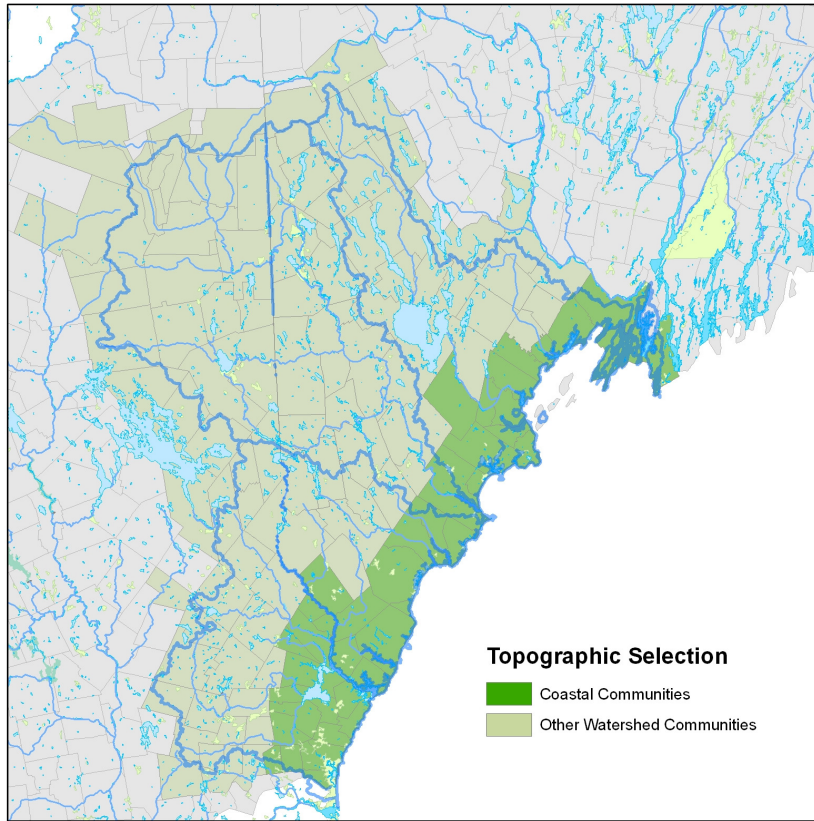 Topographic Selection
Coastal Communities
Other Watershed Communities